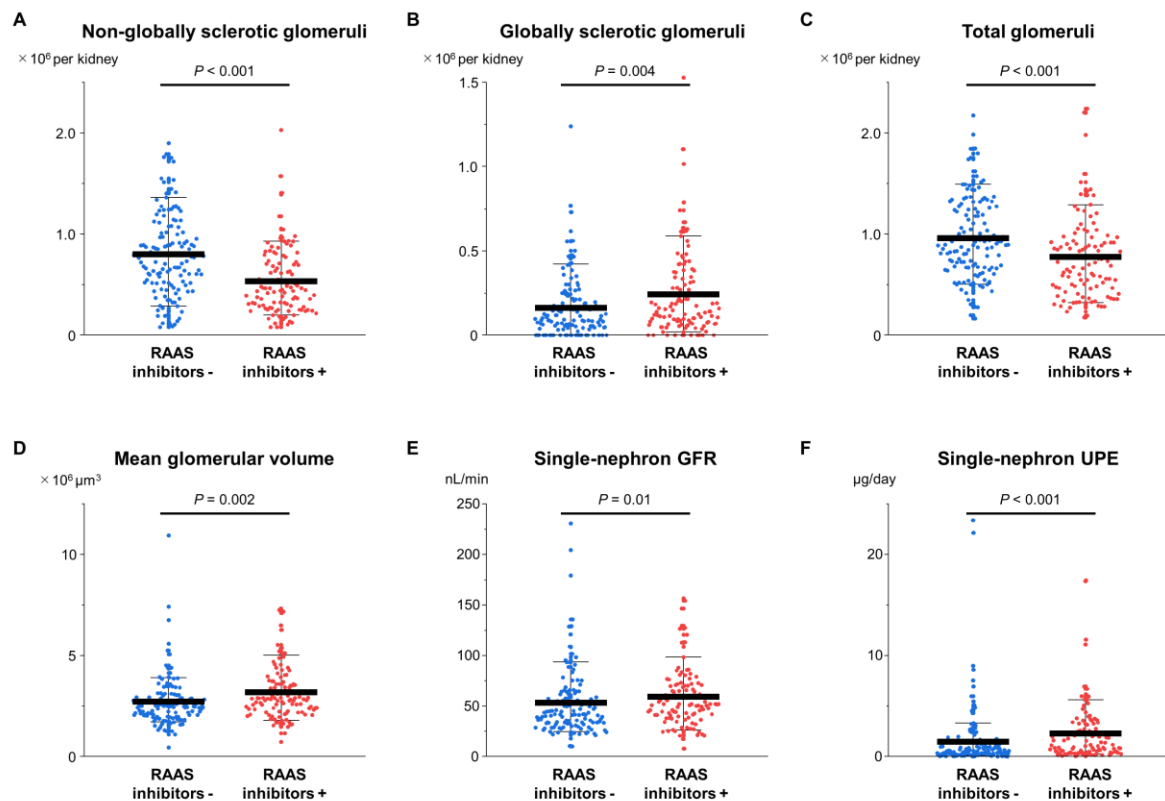 A
Non-globally sclerotic glomeruli
× 10⁶ per kidney
P < 0.001
2.0
1.0
0
RAAS
inhibitors -
RAAS
inhibitors +
B
Globally sclerotic glomeruli
× 10⁶ per kidney
P = 0.004
1.5
1.0
0.5
0
RAAS
inhibitors -
RAAS
inhibitors +
C
Total glomeruli
× 10⁶ per kidney
P < 0.001
2.0
1.0
0
RAAS
inhibitors -
RAAS
inhibitors +
D
Mean glomerular volume
× 10⁶ μm³
P = 0.002
10
5
0
RAAS
inhibitors -
RAAS
inhibitors +
E
Single-nephron GFR
nL/min
P = 0.01
250
200
150
100
50
0
RAAS
inhibitors -
RAAS
inhibitors +
F
Single-nephron UPE
μg/day
P < 0.001
20
10
0
RAAS
inhibitors -
RAAS
inhibitors +